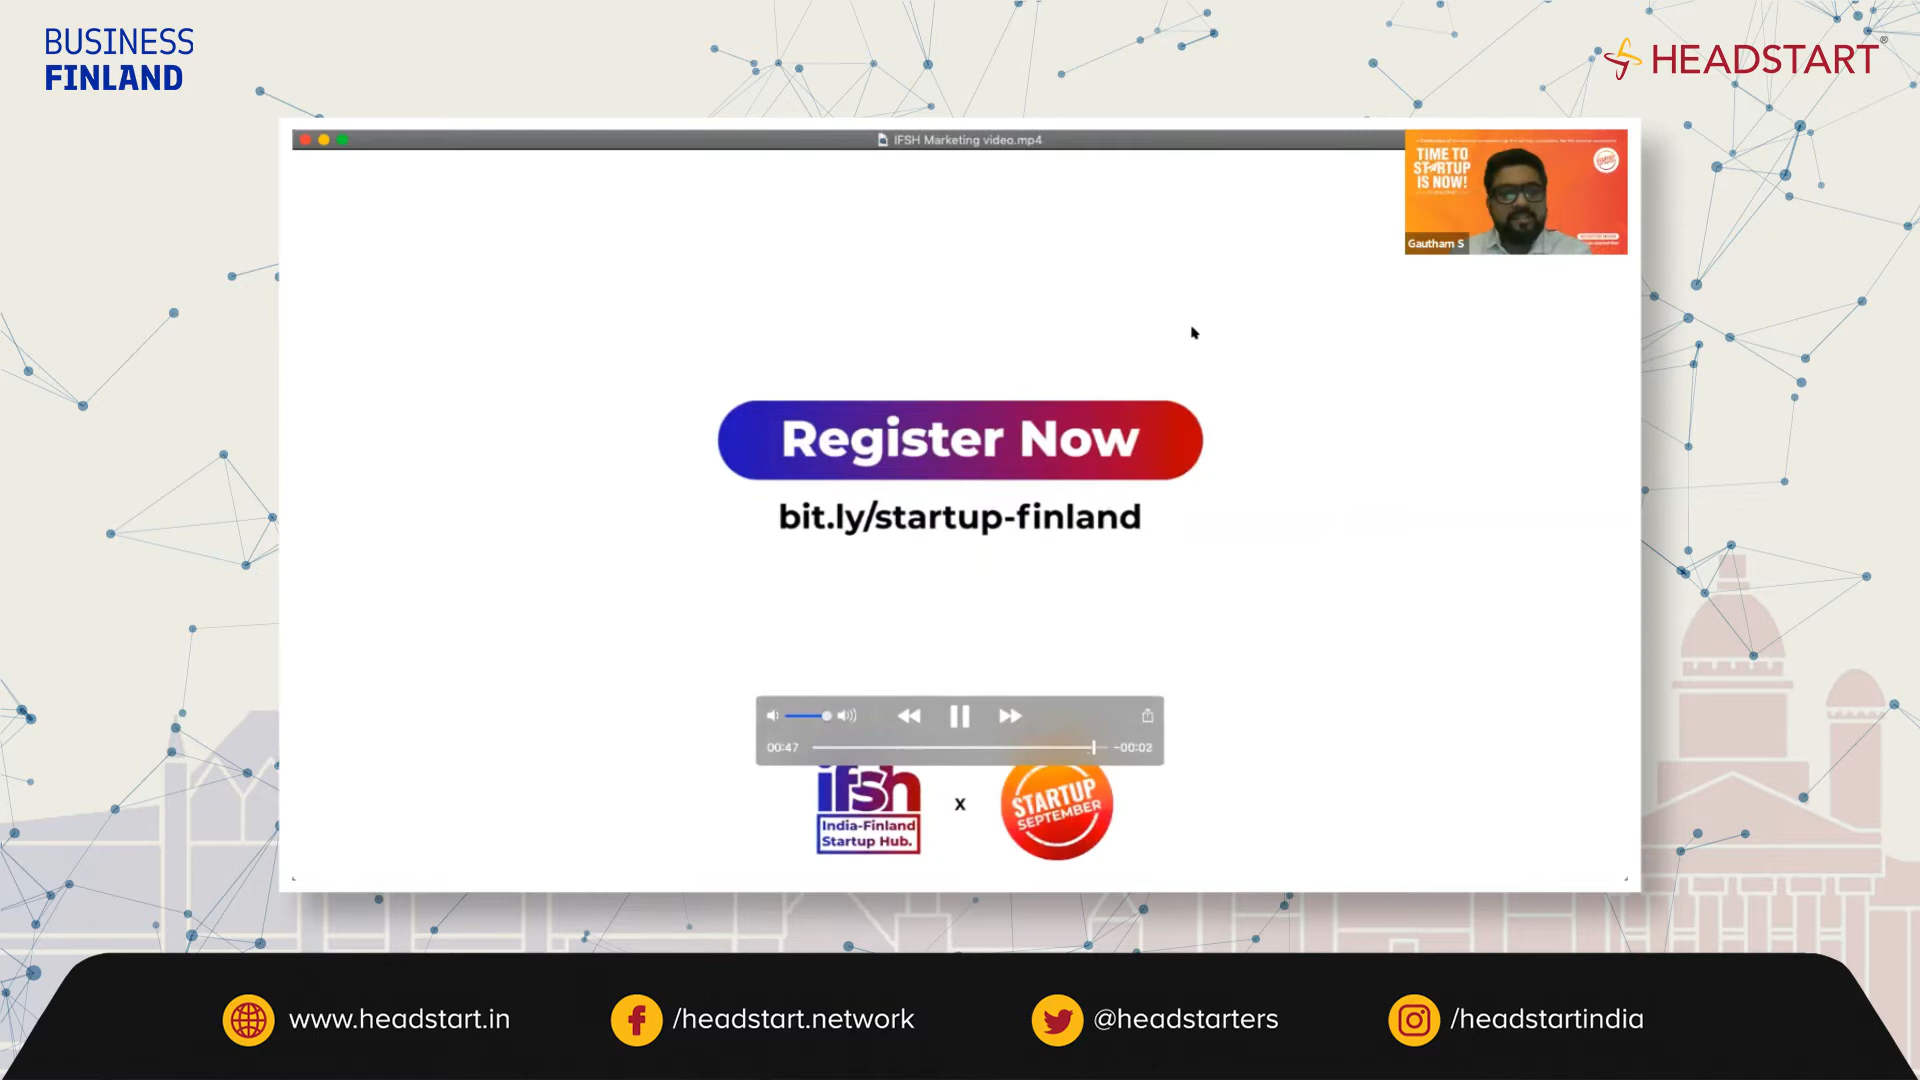 BUSINESS
FINLAND
HEADSTART®
IFSH Marketing video.mp4
TIME TO
STARTUP
IS NOW!
Gautham S
Register Now
bit.ly/startup-finland
00:47
-00:02
ifsh
India-Finland
Startup Hub.
x
STARTUP
SEPTEMBER
www.headstart.in
/headstart.network
@headstarters
/headstartindia